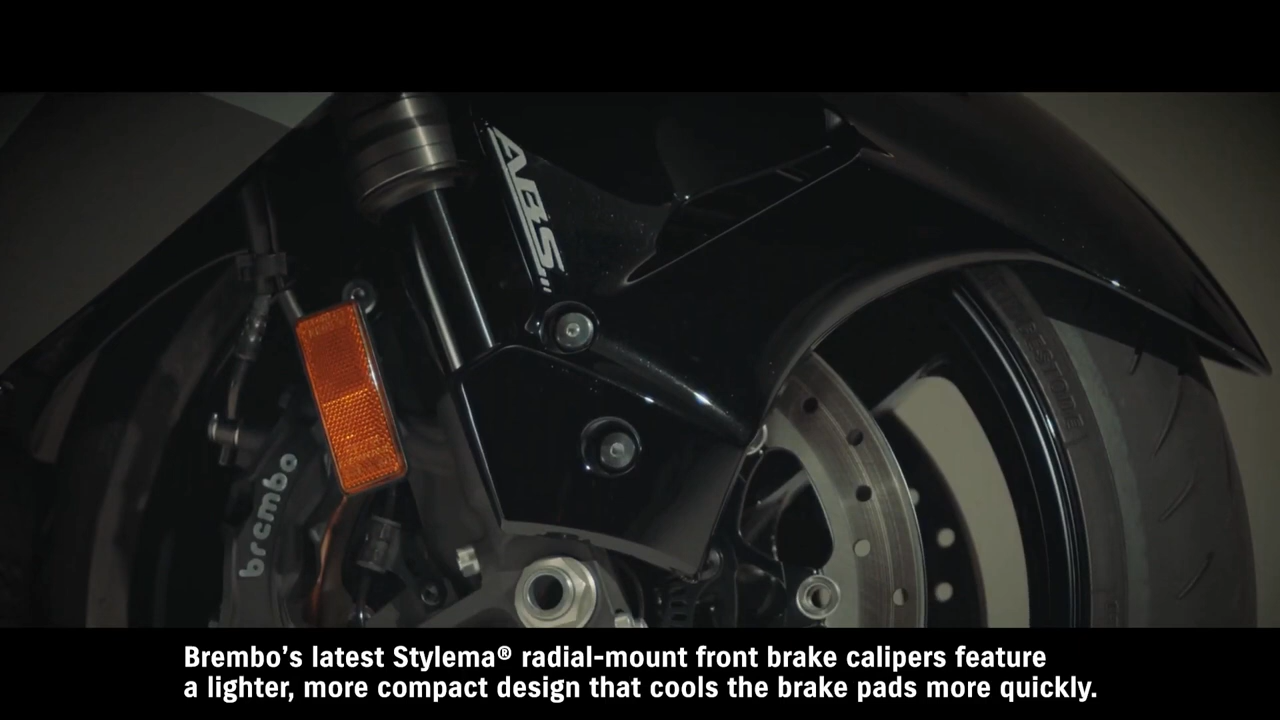 ABS
brembo
Brembo's latest Stylema® radial-mount front brake calipers feature
a lighter, more compact design that cools the brake pads more quickly.